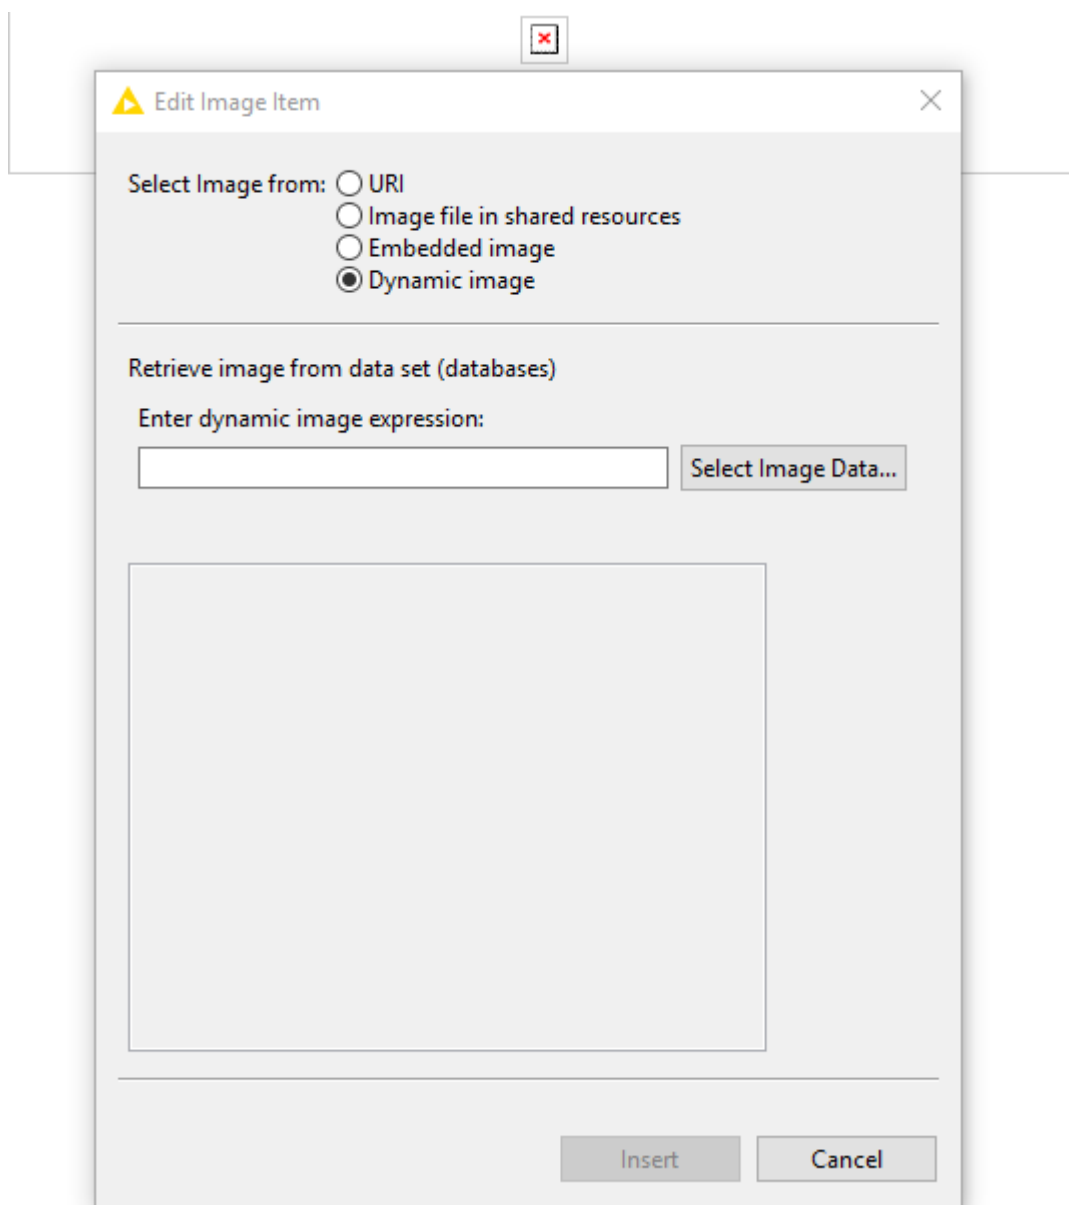 Edit Image Item
Select Image from: URI
Image file in shared resources
Embedded image
Dynamic image
Retrieve image from data set (databases)
Enter dynamic image expression:
Select Image Data...
Insert Cancel